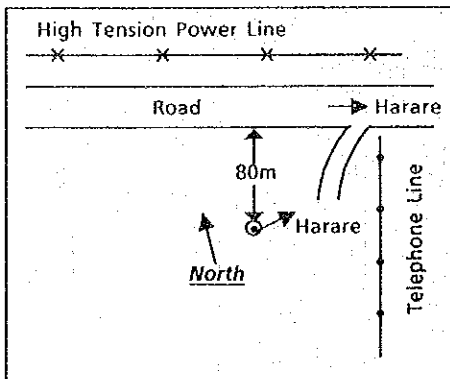 High Tension Power Line
Road
Harare
80m
Harare
North
Telephone Line